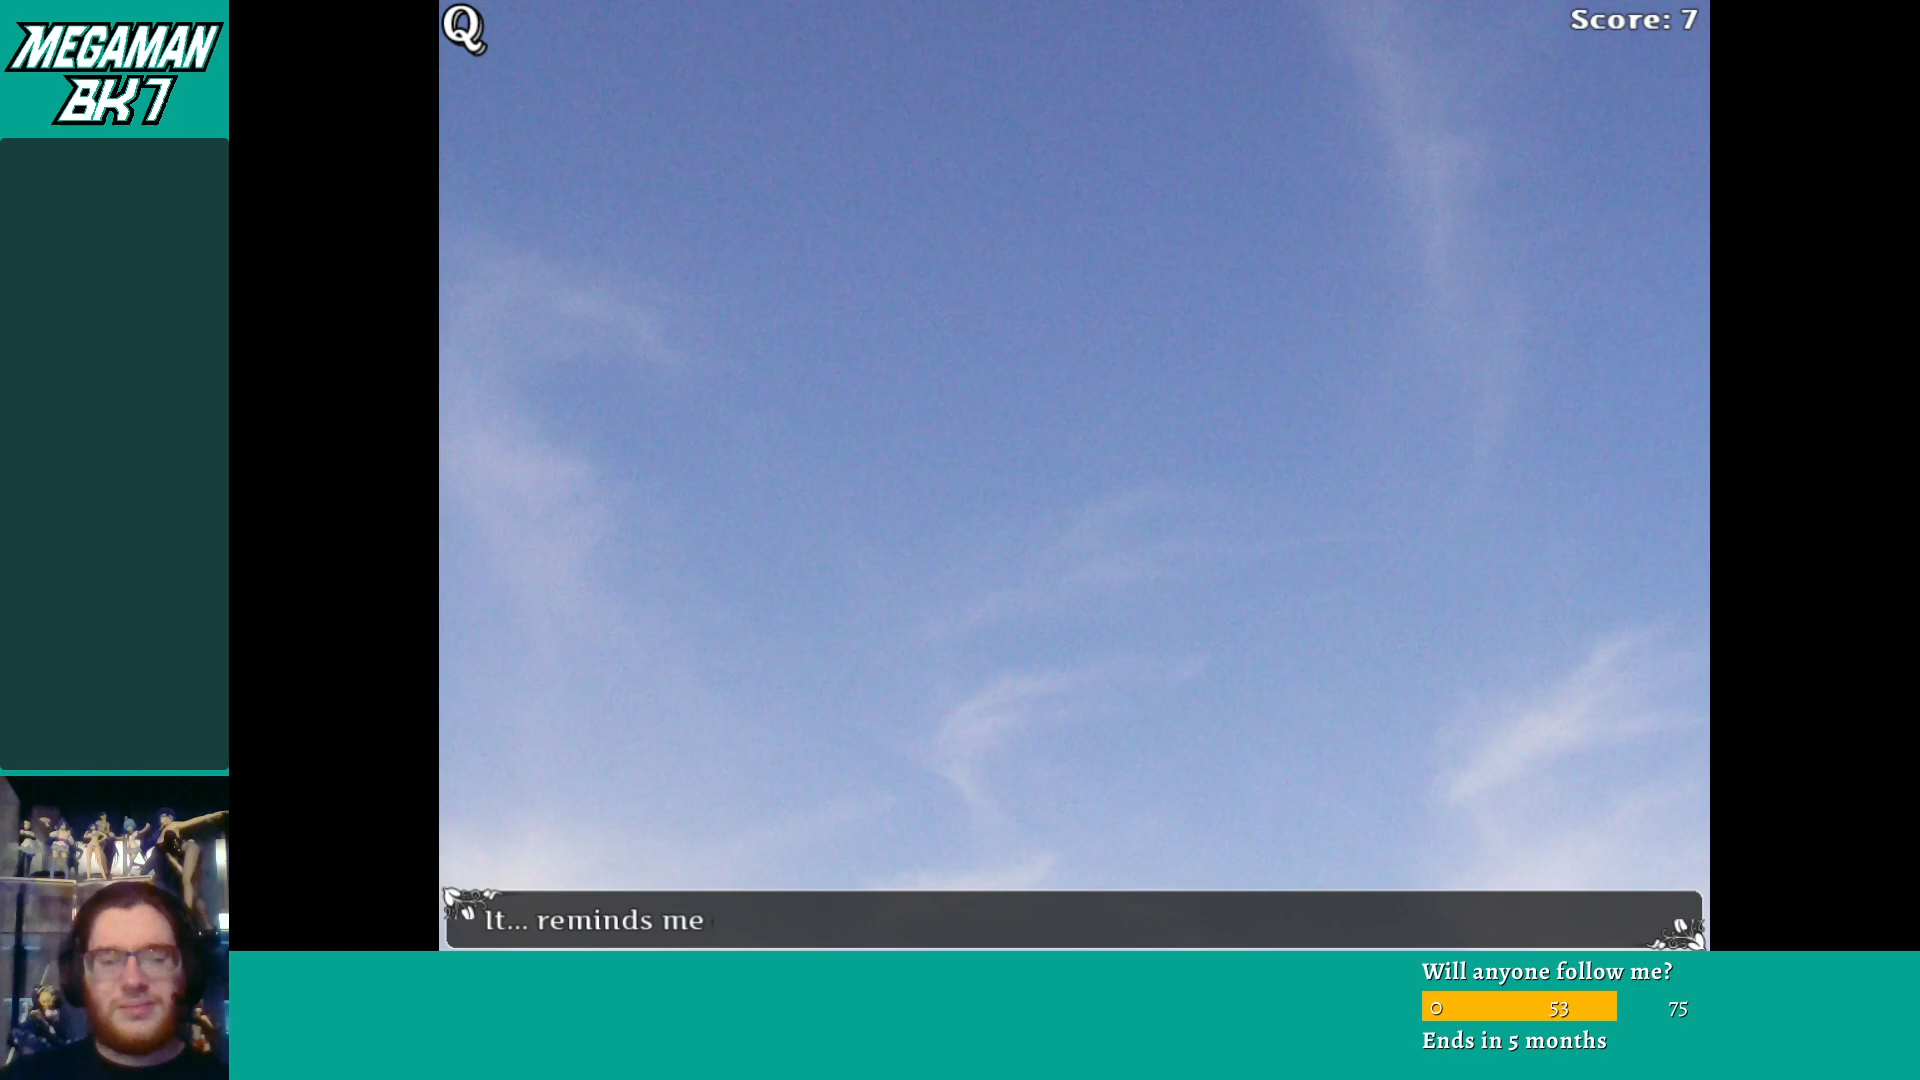 MEGAMAN
BK7
Q
Score: 7
It... reminds me
Will anyone follow me?
0 53 75
Ends in 5 months